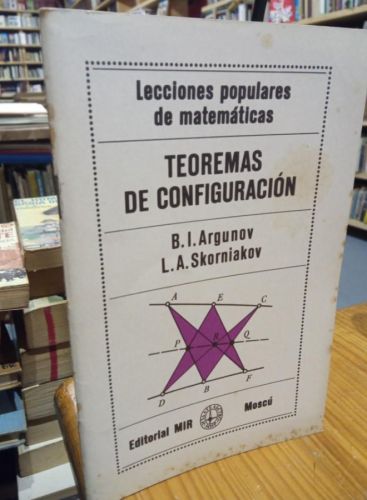 Lecciones populares
de matemáticas
TEOREMAS
DE CONFIGURACIÓN
B. I. Argunov
L. A. Skorniakov
A E C
P R Q
D B F
Editorial MIR Moscú